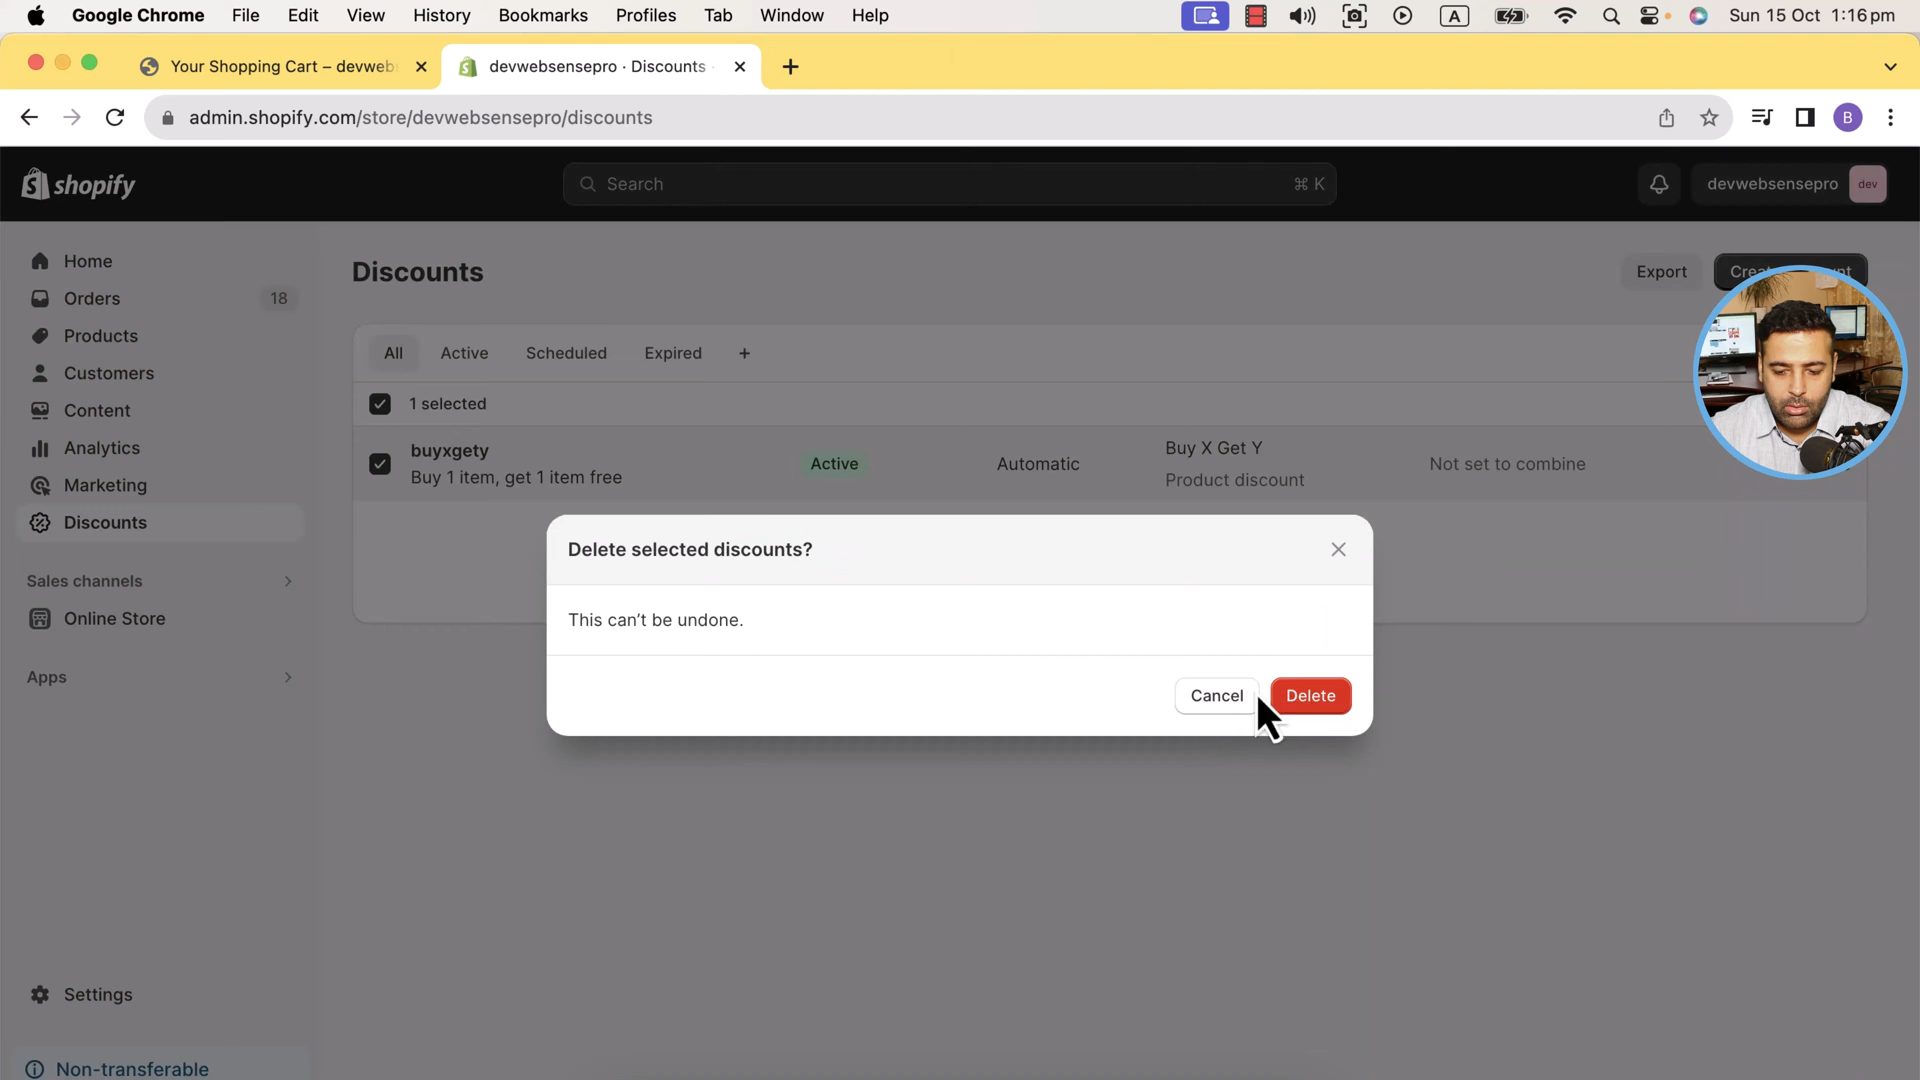 Google Chrome File Edit View History Bookmarks Profiles Tab Window Help A Sun 15 Oct 1:16 pm
Your Shopping Cart – devweb devwebsensepro · Discounts
admin.shopify.com/store/devwebsensepro/discounts B
shopify Search ⌘ K devwebsensepro dev
Home
Orders 18
Products
Customers
Content
Analytics
Marketing
Discounts
Sales channels
Online Store
Apps
Settings
Non-transferable
Discounts Export
All Active Scheduled Expired +
1 selected
buyxgety
Buy 1 item, get 1 item free
Active Automatic
Buy X Get Y
Product discount
Not set to combine
Delete selected discounts?
This can’t be undone.
Cancel Delete